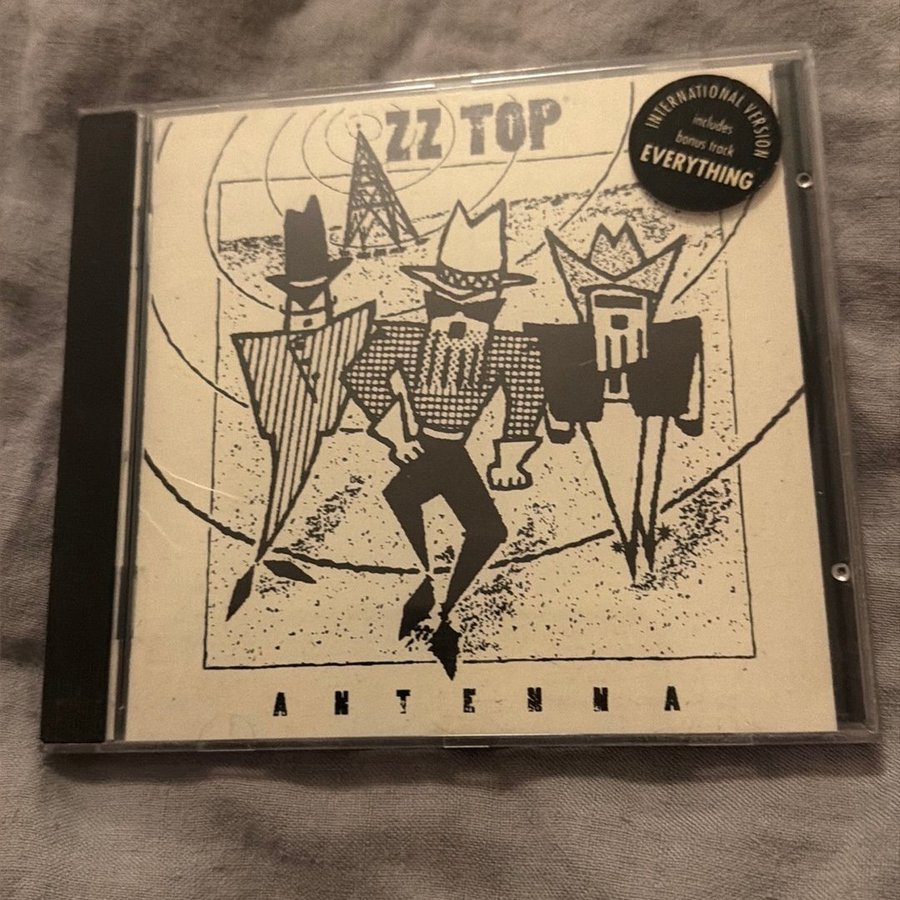 ZZ TOP
INTERNATIONAL VERSION
includes
bonus track
EVERYTHING
ANTENNA